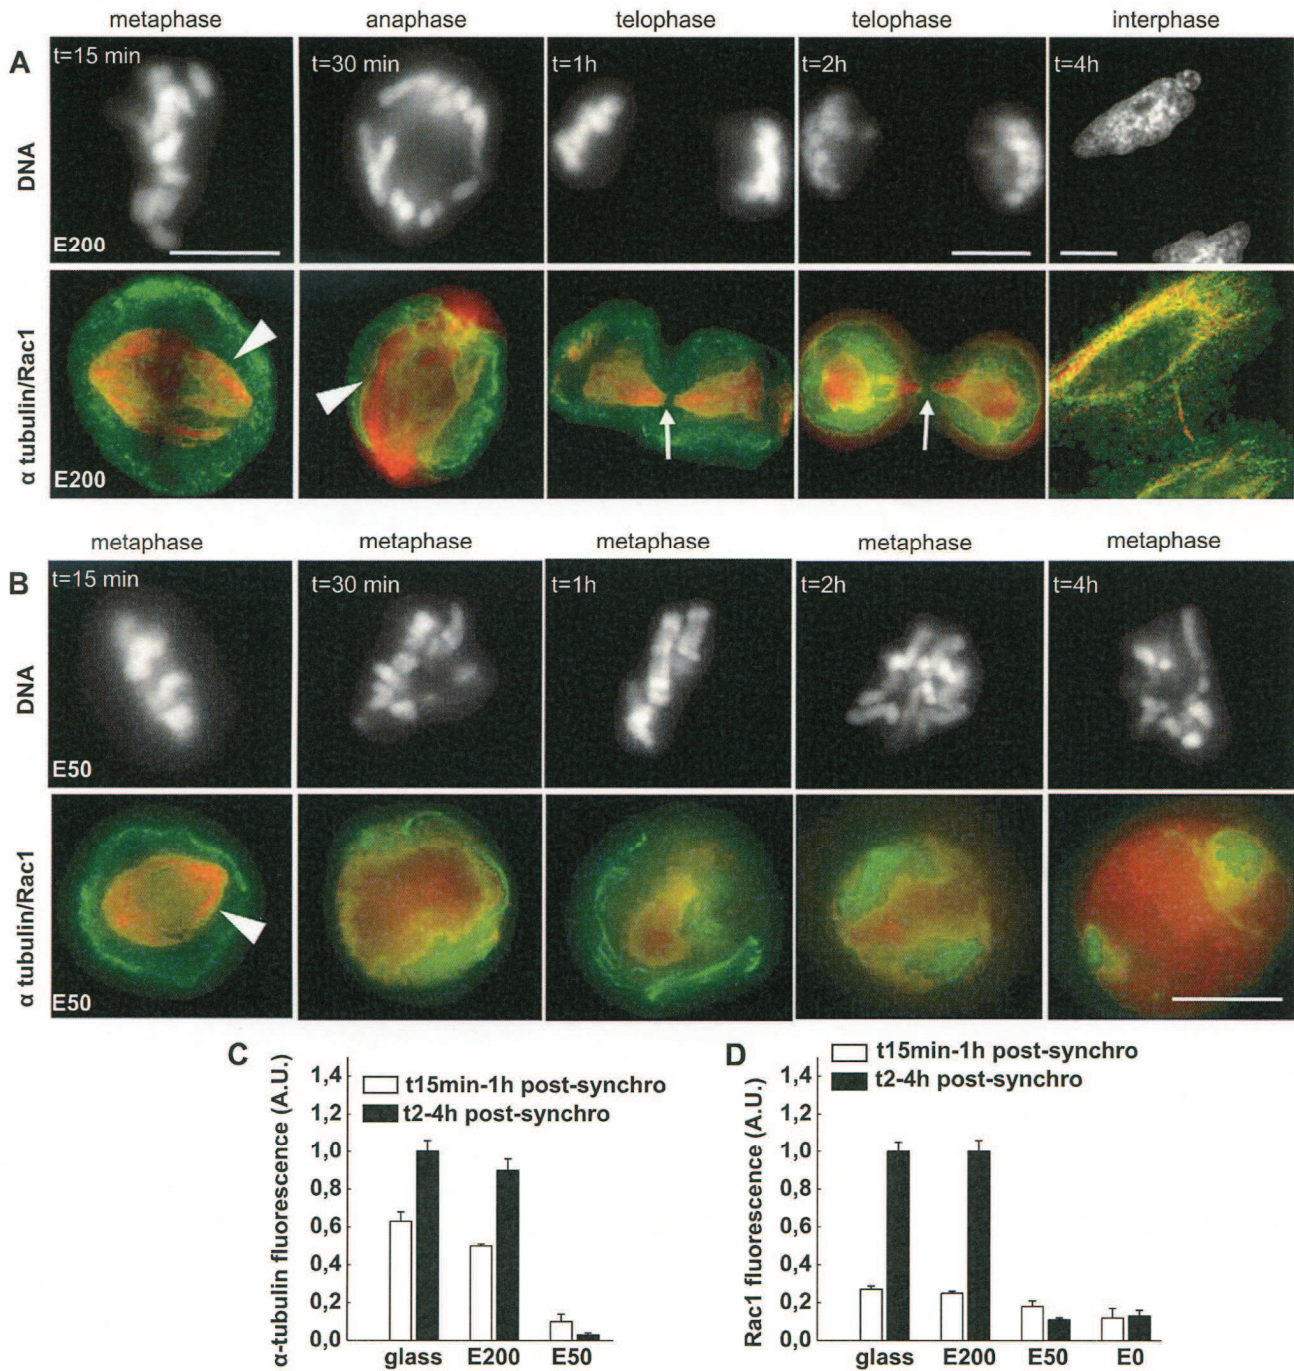 metaphase anaphase telophase telophase interphase
A t=15 min t=30 min t=1h t=2h t=4h
DNA
E200
α tubulin/Rac1
E200
metaphase metaphase metaphase metaphase metaphase
B t=15 min t=30 min t=1h t=2h t=4h
DNA
E50
α tubulin/Rac1
E50
C
α-tubulin fluorescence (A.U.)
t15min-1h post-synchro
t2-4h post-synchro
1,4
1,2
1,0
0,8
0,6
0,4
0,2
0,0
glass E200 E50
D
Rac1 fluorescence (A.U.)
t15min-1h post-synchro
t2-4h post-synchro
1,4
1,2
1,0
0,8
0,6
0,4
0,2
0,0
glass E200 E50 E0